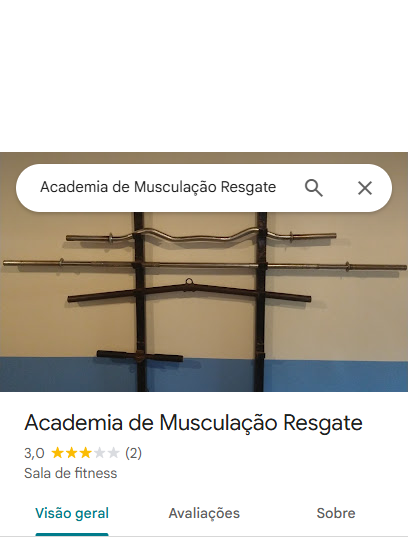 Academia de Musculação Resgate
Academia de Musculação Resgate
3,0 (2)
Sala de fitness
Visão geral Avaliações Sobre